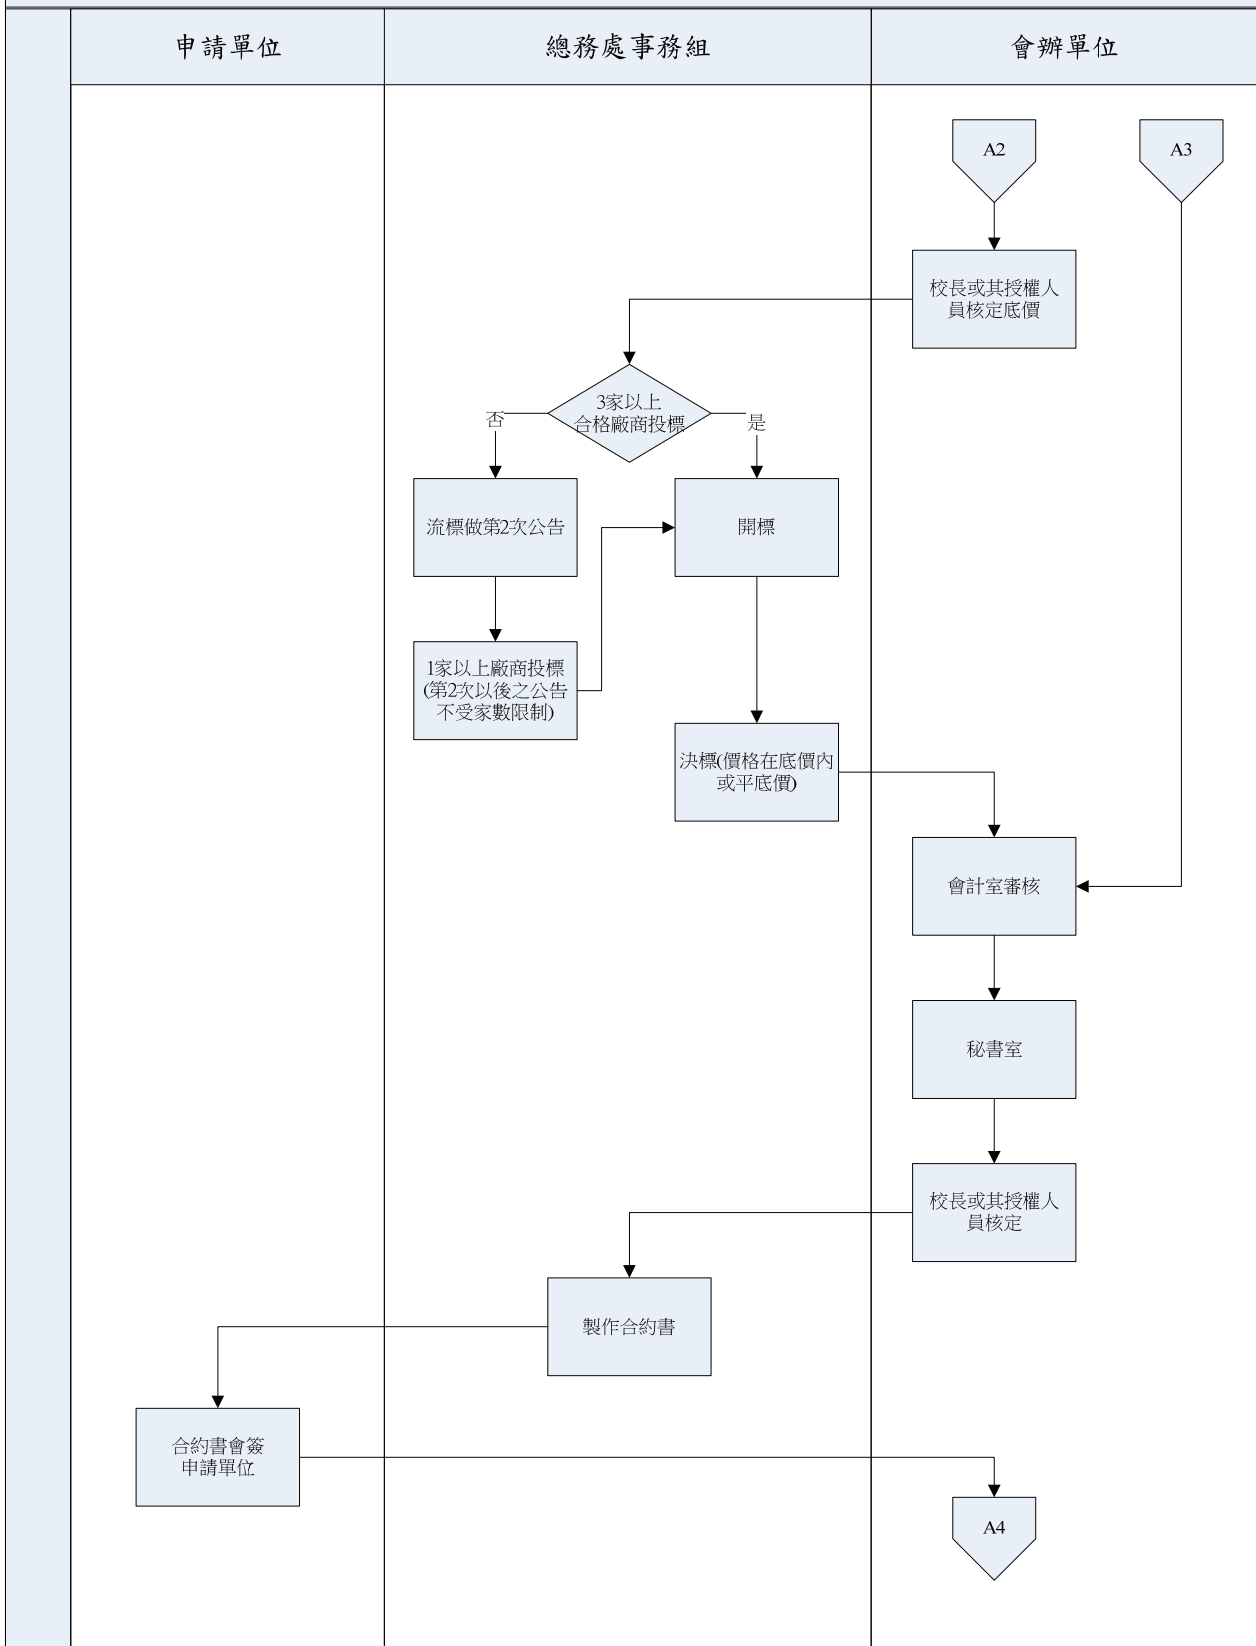 申請單位
總務處事務組
會辦單位
A2
A3
校長或其授權人
員核定底價
3家以上
合格廠商投標
否
是
流標做第2次公告
開標
1家以上廠商投標
(第2次以後之公告
不受家數限制)
決標(價格在底價內
或平底價)
會計室審核
秘書室
校長或其授權人
員核定
製作合約書
合約書會簽
申請單位
A4